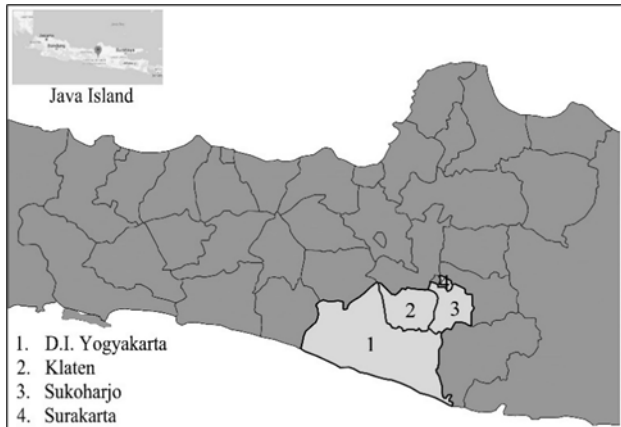 Java Island
4
2
3
1
1. D.I. Yogyakarta
2. Klaten
3. Sukoharjo
4. Surakarta